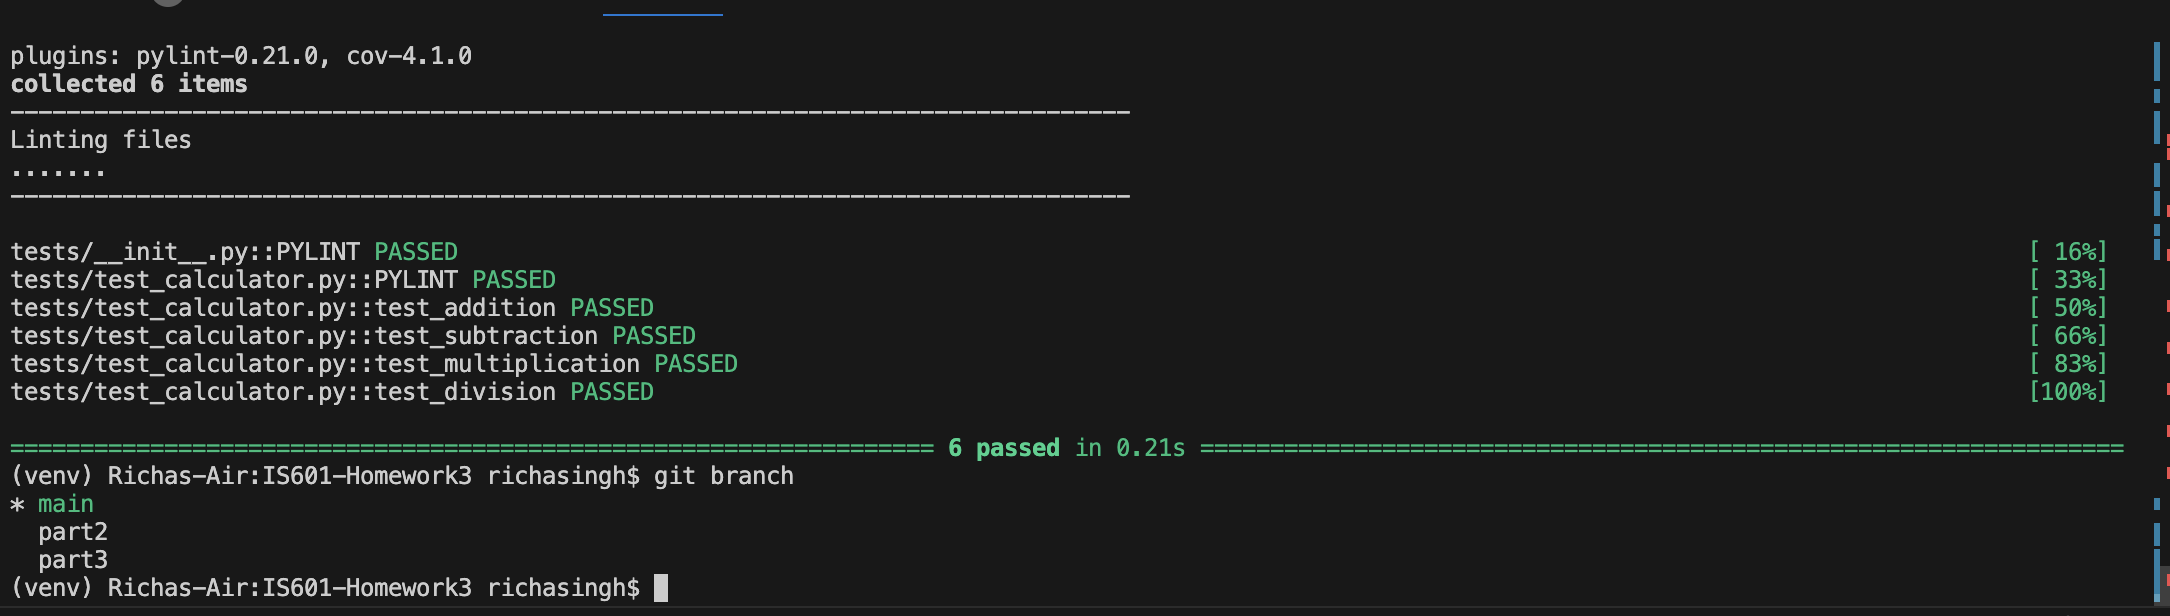 plugins: pylint-0.21.0, cov-4.1.0
collected 6 items
--------------------------------------------------------------------------------
Linting files
.......
--------------------------------------------------------------------------------
tests/__init__.py::PYLINT PASSED [ 16%]
tests/test_calculator.py::PYLINT PASSED [ 33%]
tests/test_calculator.py::test_addition PASSED [ 50%]
tests/test_calculator.py::test_subtraction PASSED [ 66%]
tests/test_calculator.py::test_multiplication PASSED [ 83%]
tests/test_calculator.py::test_division PASSED [100%]
================================================================== 6 passed in 0.21s ==================================================================
(venv) Richas-Air:IS601-Homework3 richasingh$ git branch
* main
  part2
  part3
(venv) Richas-Air:IS601-Homework3 richasingh$